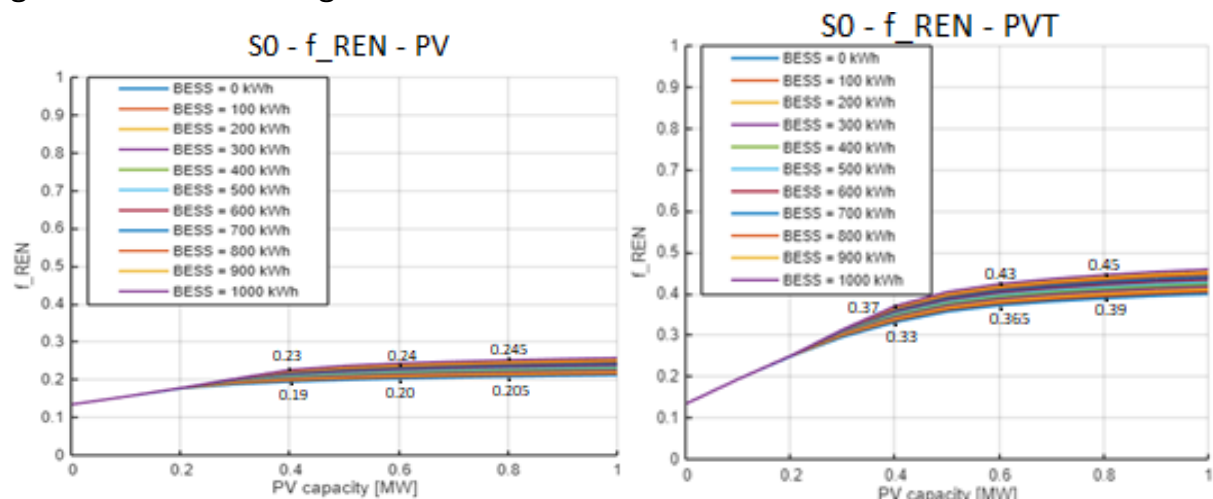 S0 - f_REN - PV
1
0.9
0.8
0.7
0.6
0.5
0.4
0.3
0.2
0.1
0
f_REN
BESS = 0 kWh
BESS = 100 kWh
BESS = 200 kWh
BESS = 300 kWh
BESS = 400 kWh
BESS = 500 kWh
BESS = 600 kWh
BESS = 700 kWh
BESS = 800 kWh
BESS = 900 kWh
BESS = 1000 kWh
0.23
0.24
0.245
0.19
0.20
0.205
0
0.2
0.4
0.6
0.8
1
PV capacity [MW]
S0 - f_REN - PVT
1
0.9
0.8
0.7
0.6
0.5
0.4
0.3
0.2
0.1
0
f_REN
BESS = 0 kWh
BESS = 100 kWh
BESS = 200 kWh
BESS = 300 kWh
BESS = 400 kWh
BESS = 500 kWh
BESS = 600 kWh
BESS = 700 kWh
BESS = 800 kWh
BESS = 900 kWh
BESS = 1000 kWh
0.37
0.43
0.45
0.33
0.365
0.39
0
0.2
0.4
0.6
0.8
1
PV capacity [MW]